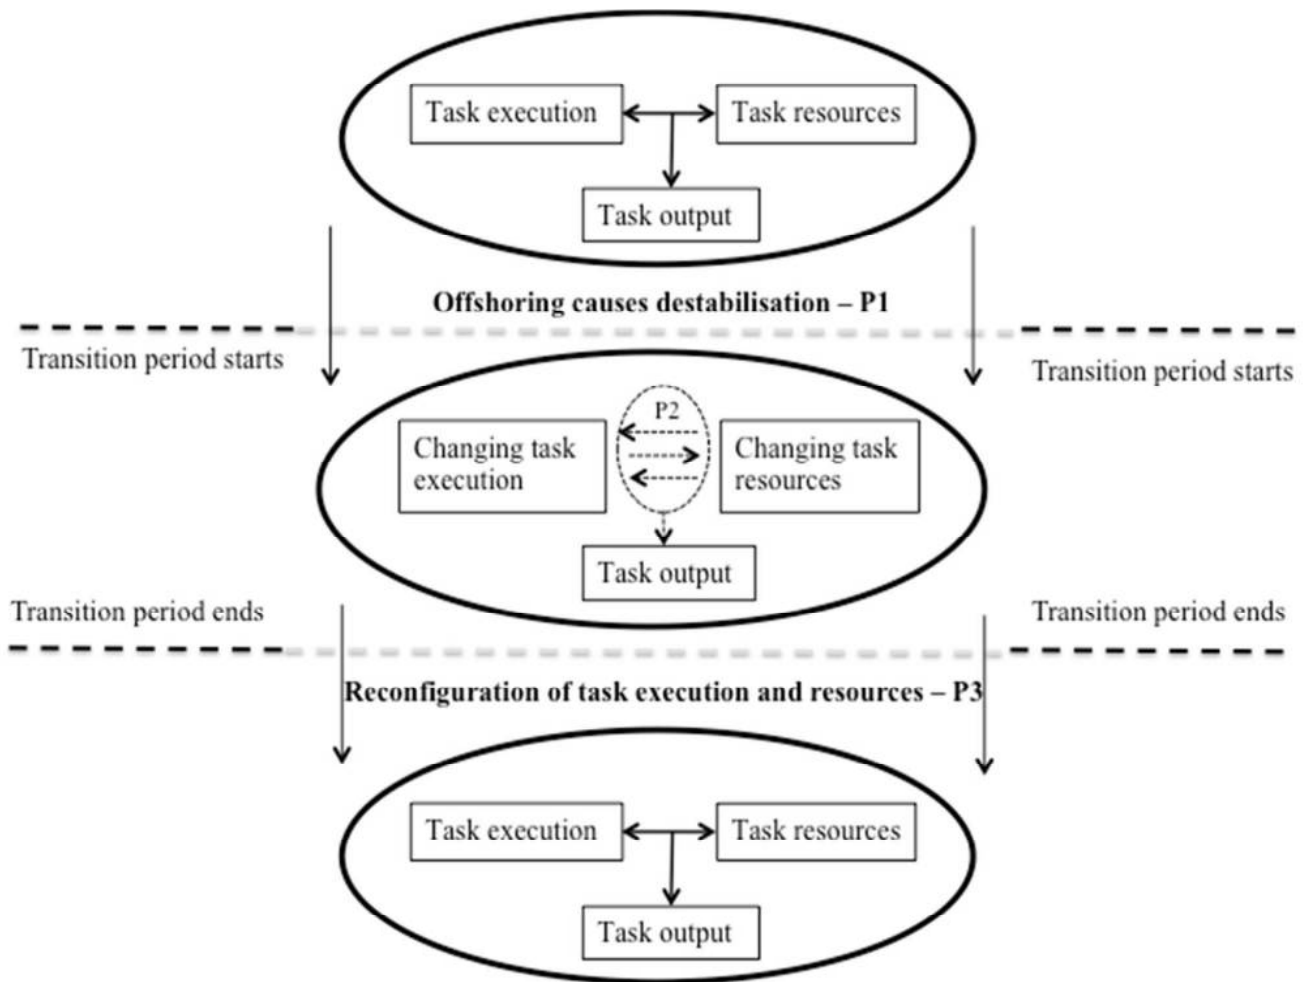 Task execution
Task resources
Task output
Offshoring causes destabilisation – P1
Transition period starts
Transition period starts
P2
Changing task
execution
Changing task
resources
Task output
Transition period ends
Transition period ends
Reconfiguration of task execution and resources – P3
Task execution
Task resources
Task output